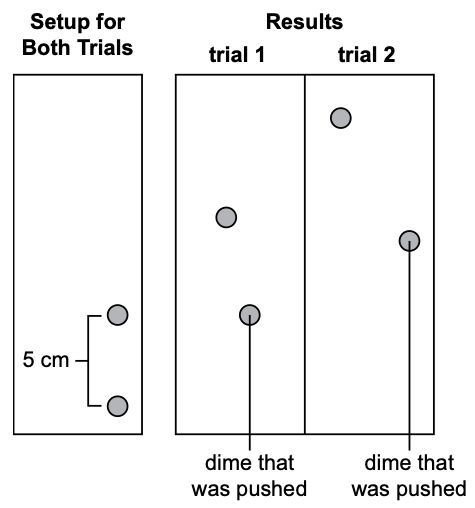 Setup for
Both Trials
Results
trial 1
trial 2
5 cm
dime that
was pushed
dime that
was pushed